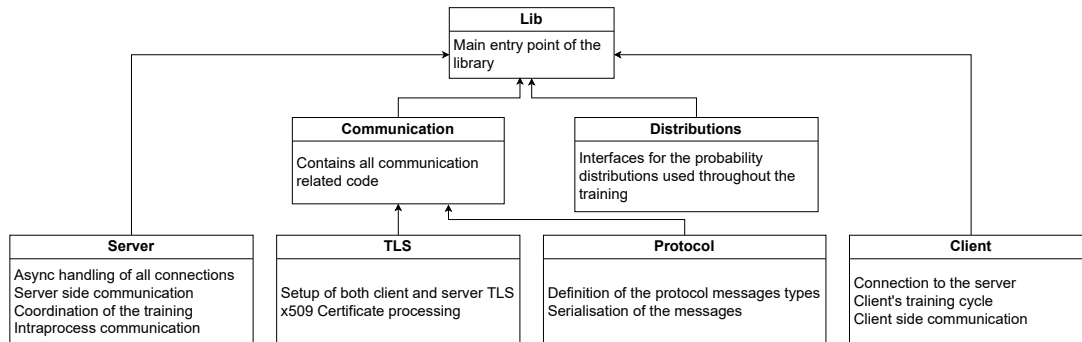 Lib
Main entry point of the
library
Communication
Contains all communication
related code
Distributions
Interfaces for the probability
distributions used throughout the
training
Server
Async handling of all connections
Server side communication
Coordination of the training
Intraprocess communication
TLS
Setup of both client and server TLS
x509 Certificate processing
Protocol
Definition of the protocol messages types
Serialisation of the messages
Client
Connection to the server
Client's training cycle
Client side communication